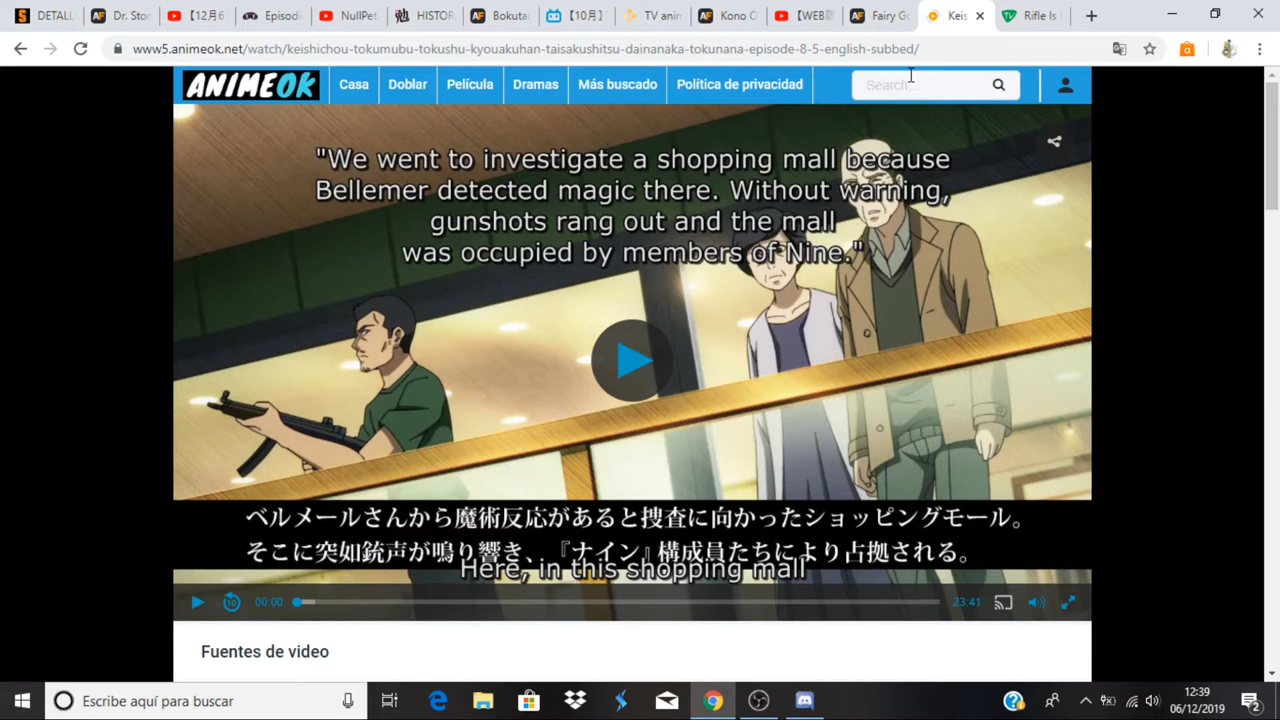 DETALL
Dr. Stor
【12月6
Episodi
NullPet
HISTOR
Bokuta
【10月】
TV anim
Kono O
【WEB
Fairy Go
Keis
Rifle Is
www5.animeok.net/watch/keishichou-tokumubu-tokushu-kyouakuhan-taisakushitsu-dainanaka-tokunana-episode-8-5-english-subbed/
ANIMEOK
Casa
Doblar
Película
Dramas
Más buscado
Política de privacidad
Search...
"We went to investigate a shopping mall because
Bellemer detected magic there. Without warning,
gunshots rang out and the mall
was occupied by members of Nine."
ベルメールさんから魔術反応があると捜査に向かったショッピングモール。
そこに突如銃声が鳴り響き、『ナイン』構成員たちにより占拠される。
Here, in this shopping mall
10
00:00
23:41
Fuentes de video
Escribe aquí para buscar
12:39
06/12/2019
2